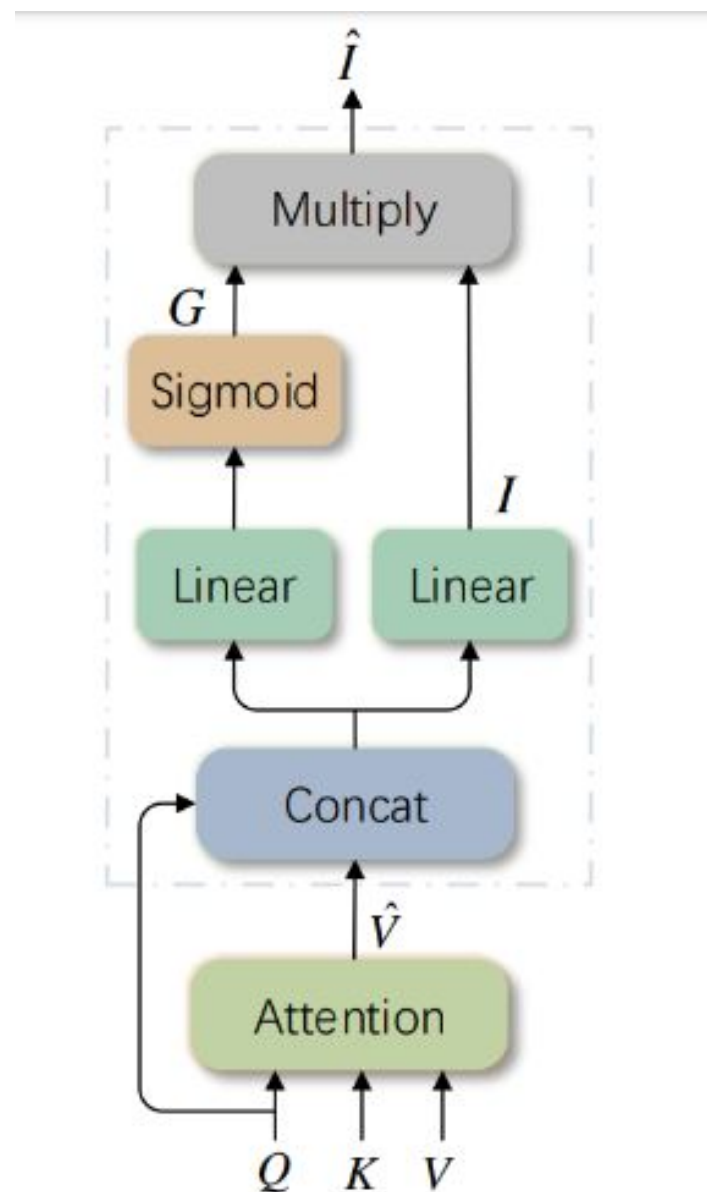 Î
Multiply
G
Sigmoid
I
Linear Linear
Concat
V̂
Attention
Q K V